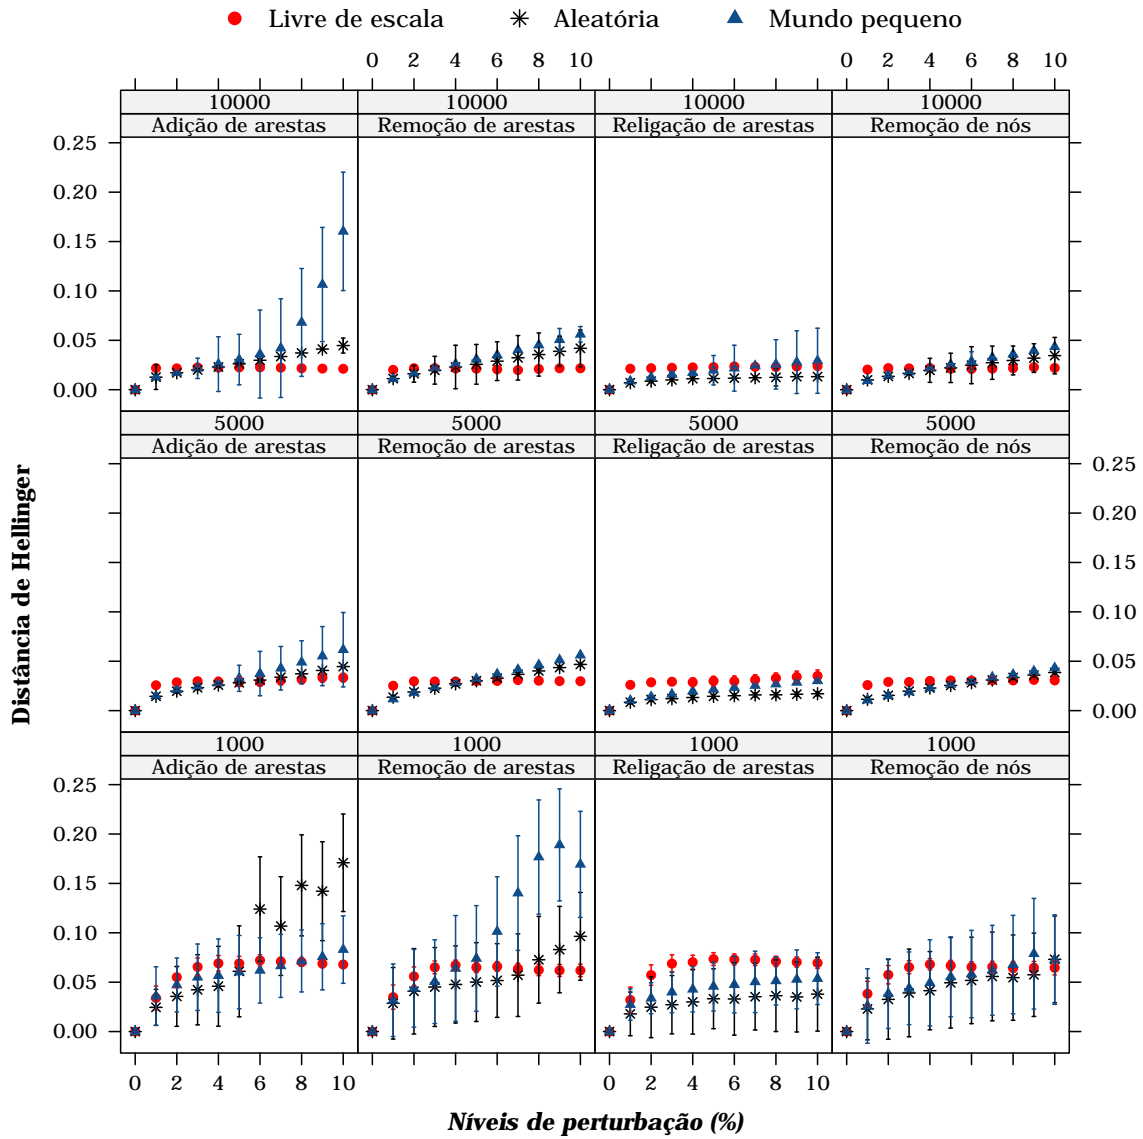 Livre de escala Aleatória Mundo pequeno
0 2 4 6 8 10 0 2 4 6 8 10
10000 10000 10000 10000
Adição de arestas Remoção de arestas Religação de arestas Remoção de nós
0.25
0.20
0.15
0.10
0.05
0.00
5000 5000 5000 5000
Adição de arestas Remoção de arestas Religação de arestas Remoção de nós
0.25
0.20
0.15
0.10
0.05
0.00
Distância de Hellinger
1000 1000 1000 1000
Adição de arestas Remoção de arestas Religação de arestas Remoção de nós
0.25
0.20
0.15
0.10
0.05
0.00
0 2 4 6 8 10 0 2 4 6 8 10
Níveis de perturbação (%)